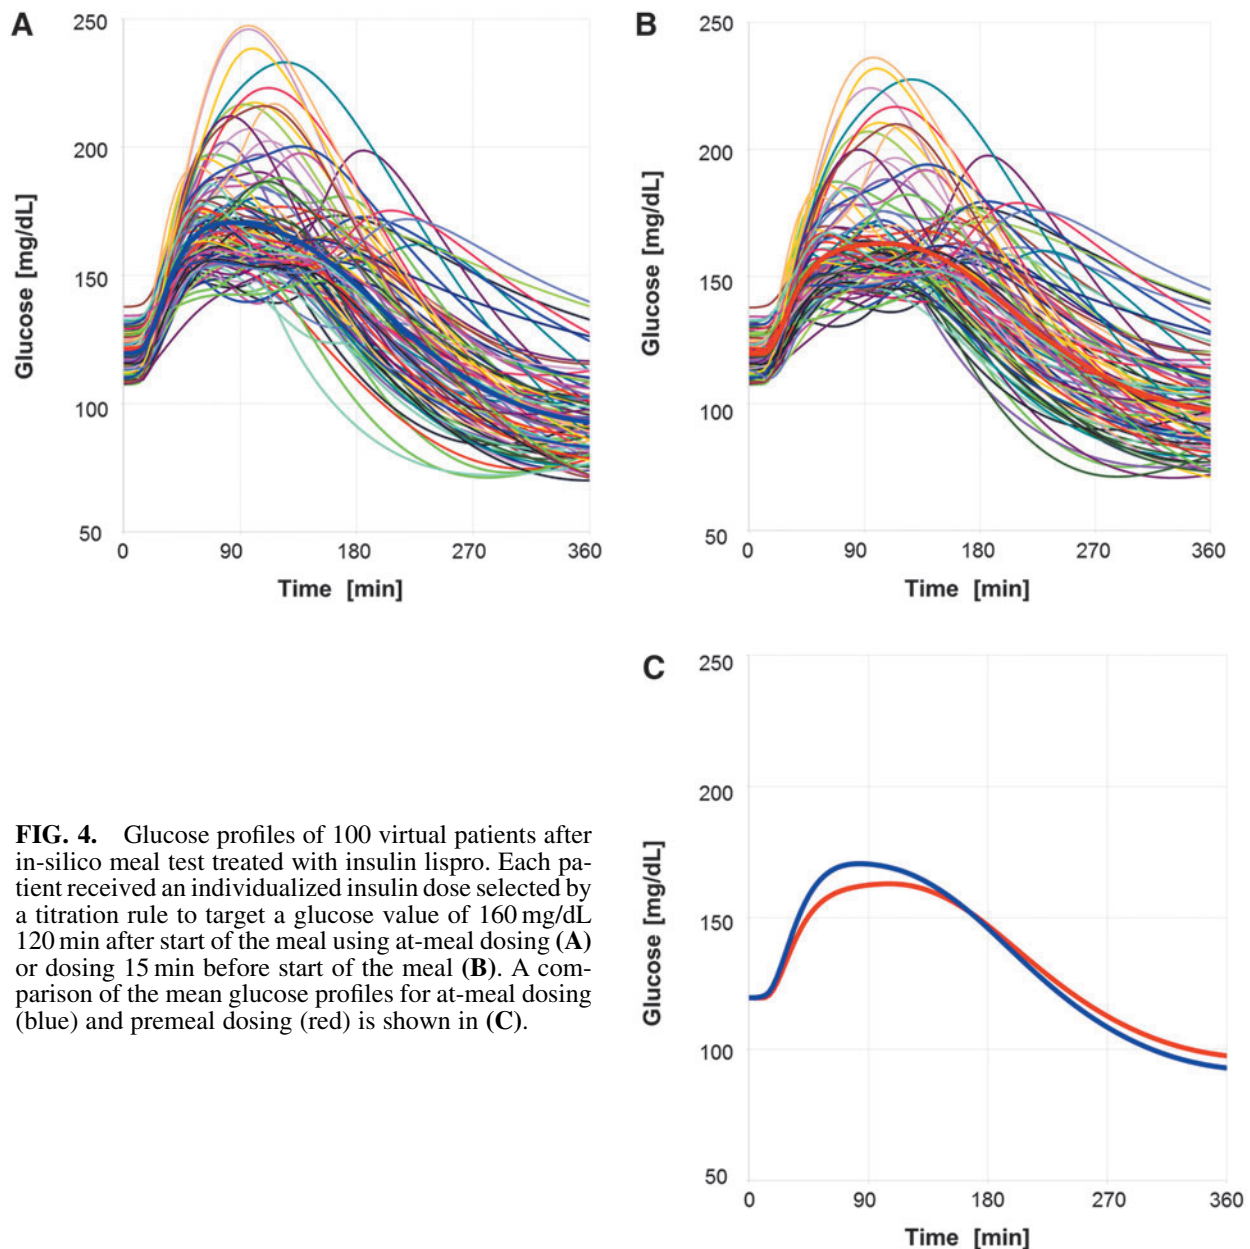 A
250
200
150
100
50
0
90
180
270
360
Glucose [mg/dL]
Time [min]
B
250
200
150
100
50
0
90
180
270
360
Glucose [mg/dL]
Time [min]
C
250
200
150
100
50
0
90
180
270
360
Glucose [mg/dL]
Time [min]
FIG. 4. Glucose profiles of 100 virtual patients after
in-silico meal test treated with insulin lispro. Each pa-
tient received an individualized insulin dose selected by
a titration rule to target a glucose value of 160 mg/dL
120 min after start of the meal using at-meal dosing (A)
or dosing 15 min before start of the meal (B). A com-
parison of the mean glucose profiles for at-meal dosing
(blue) and premeal dosing (red) is shown in (C).